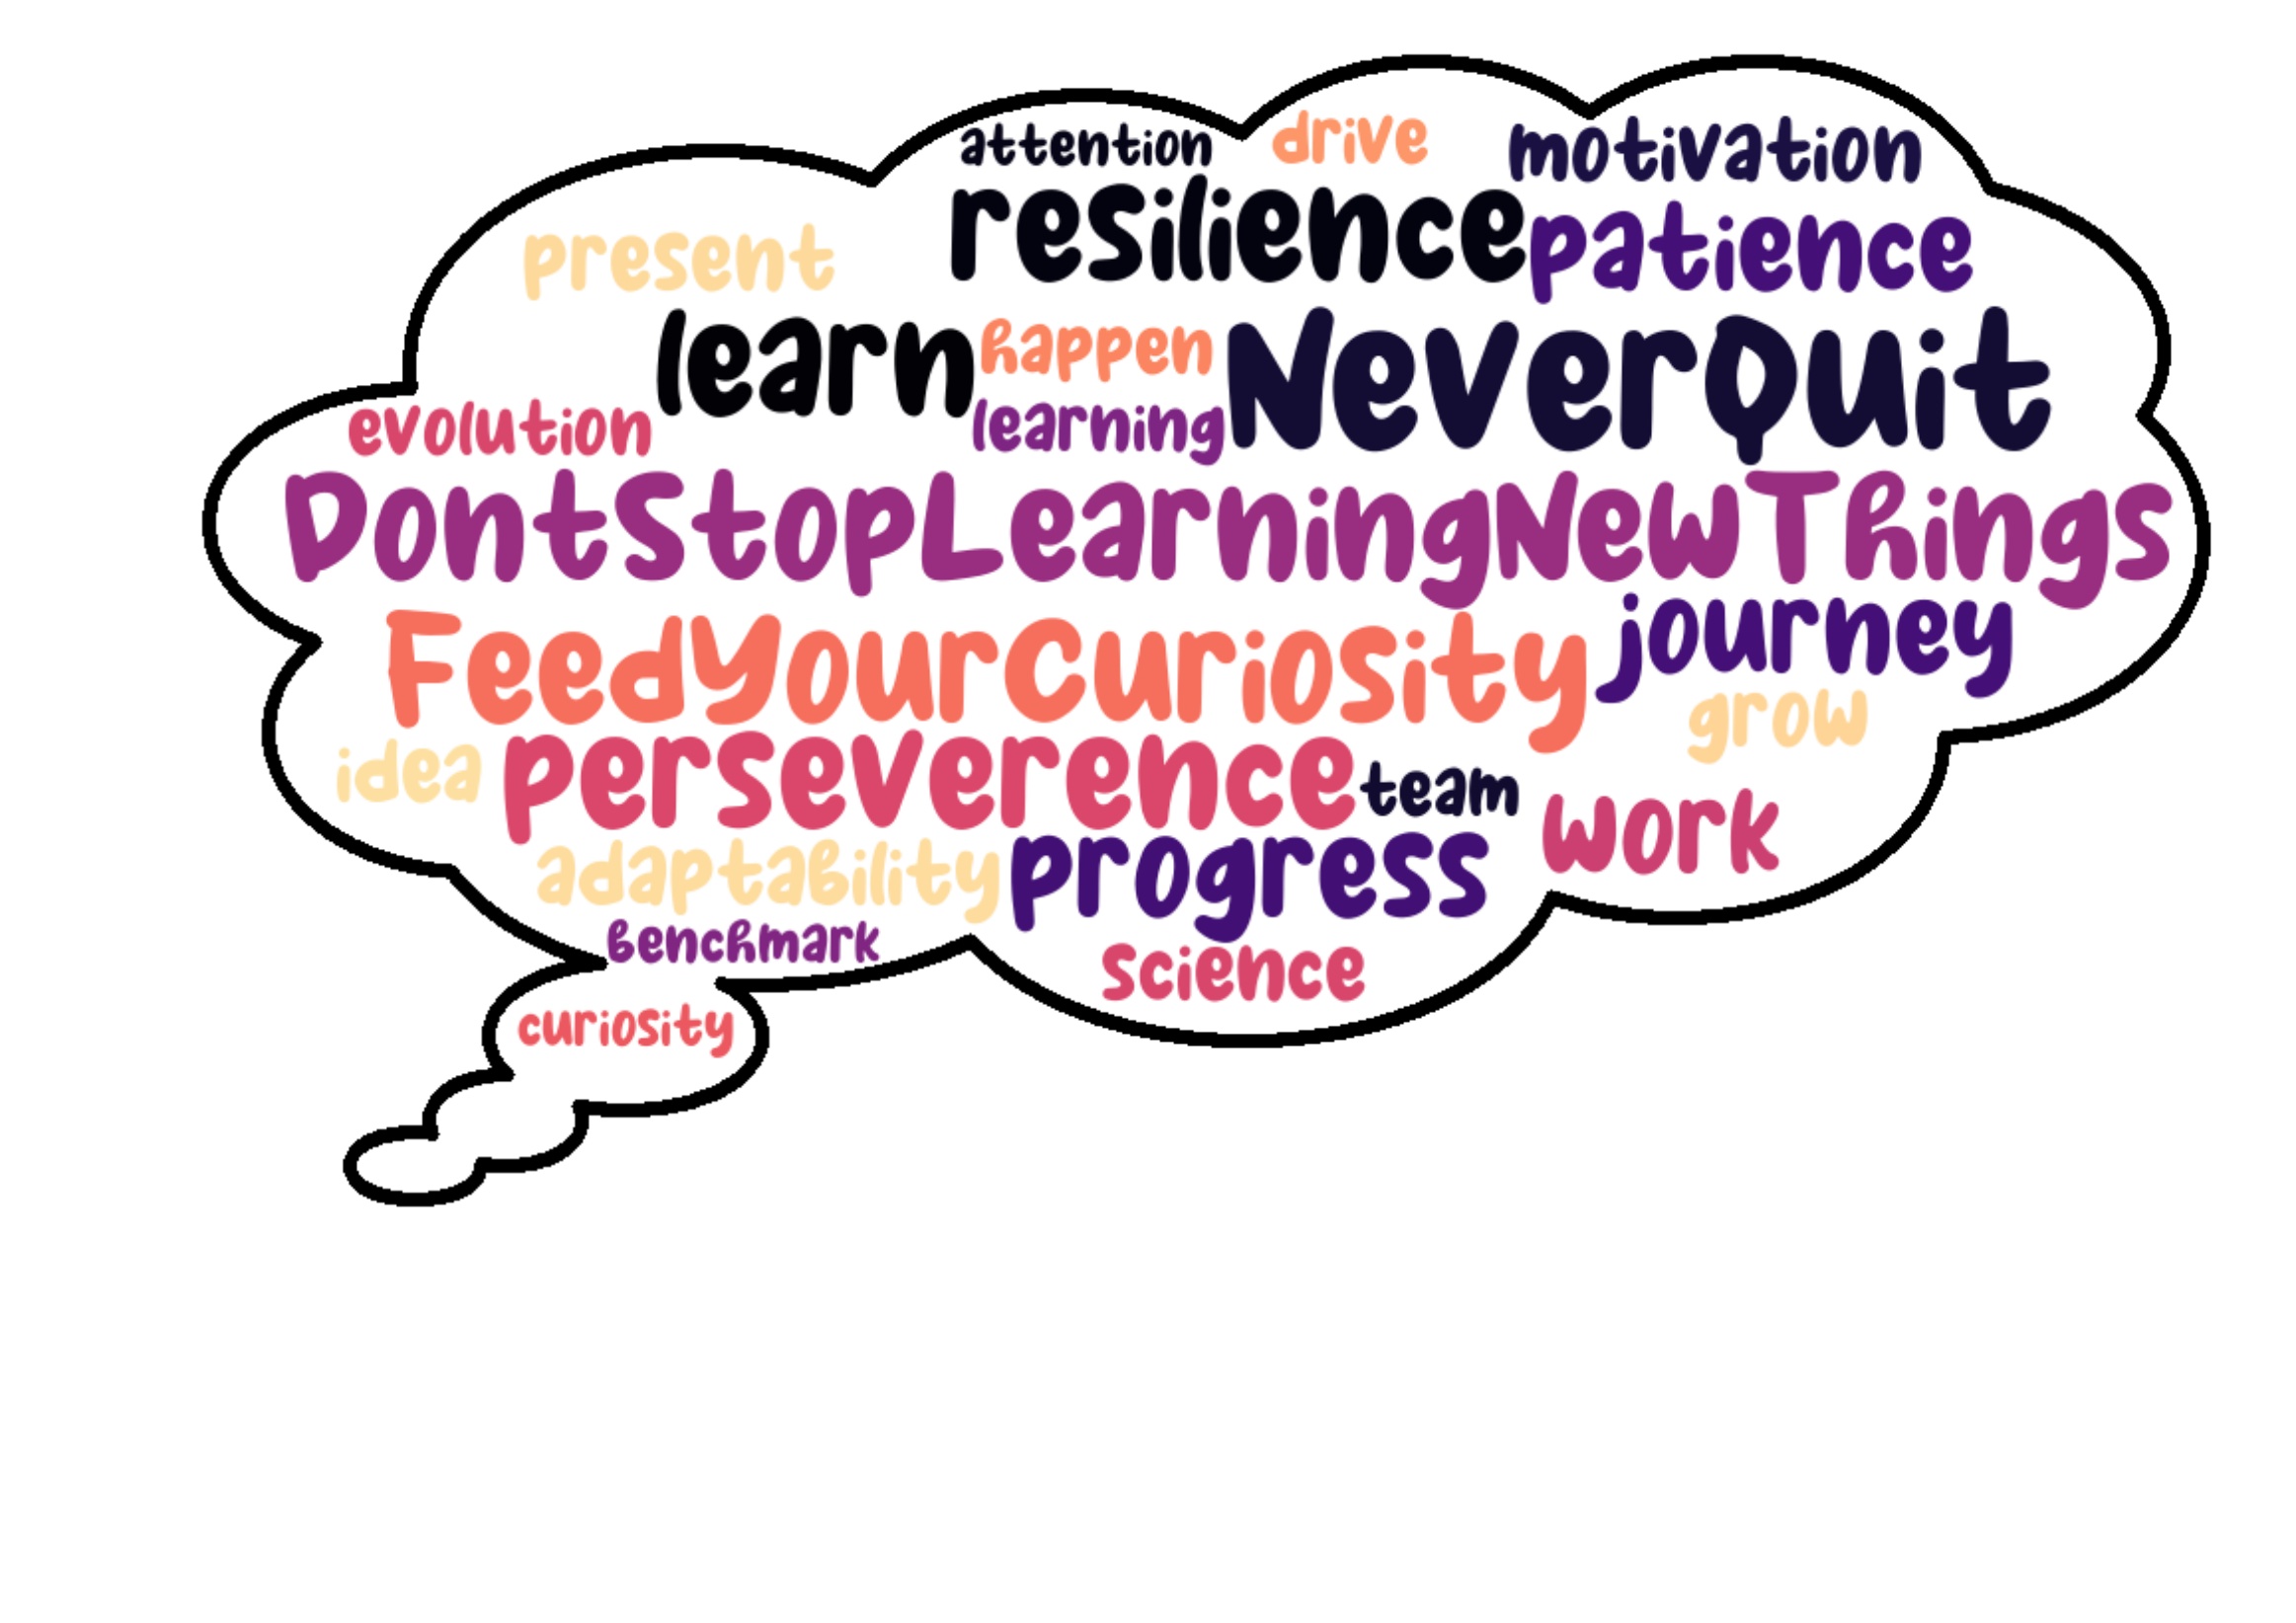 attention drive motivation
present resilience patience
learn happen NeverQuit
evolution learning
DontStopLearningNewThings
FeedYourCuriosity journey
grow
idea perseverence team work
adaptability progress
benchmark science
curiosity